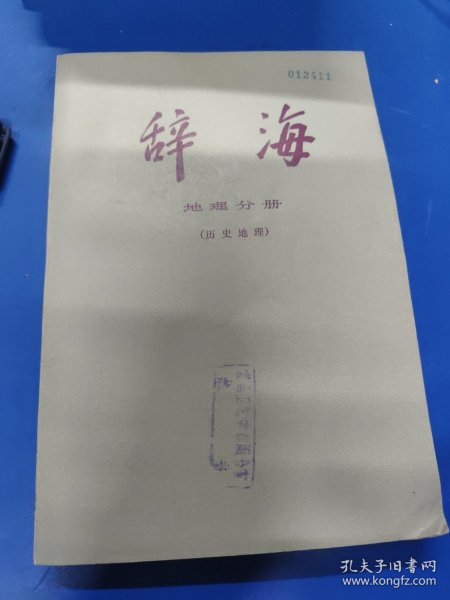 012411
辞海
地理分册
(历史地理)
孔夫子旧书网
www.kongfz.com